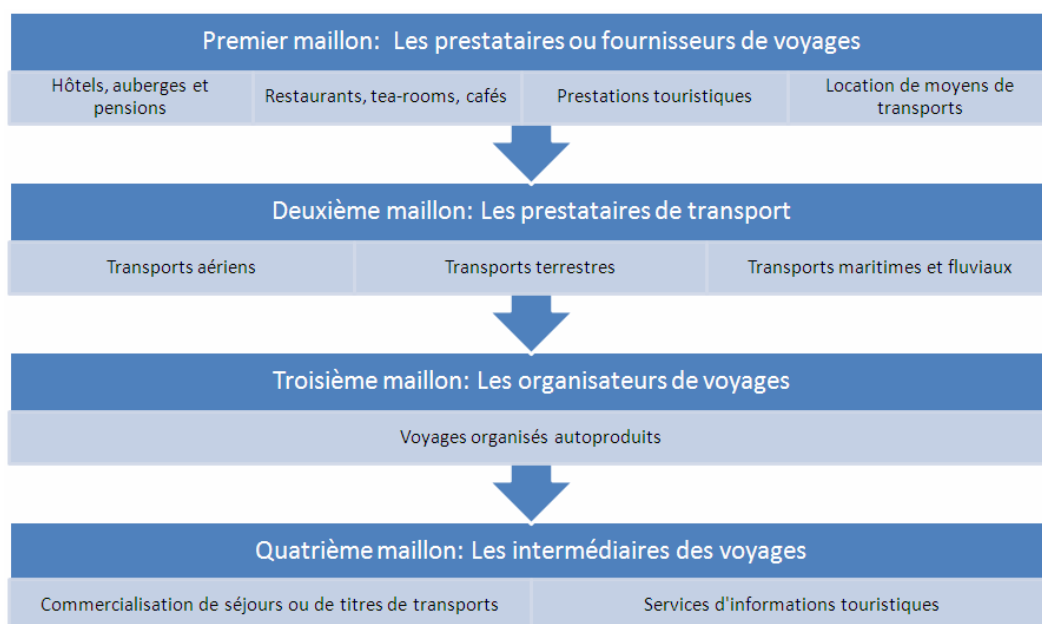 Premier maillon: Les prestataires ou fournisseurs de voyages
Hôtels, auberges et
pensions
Restaurants, tea-rooms, cafés
Prestations touristiques
Location de moyens de
transports
Deuxième maillon: Les prestataires de transport
Transports aériens
Transports terrestres
Transports maritimes et fluviaux
Troisième maillon: Les organisateurs de voyages
Voyages organisés autoproduits
Quatrième maillon: Les intermédiaires des voyages
Commercialisation de séjours ou de titres de transports
Services d'informations touristiques